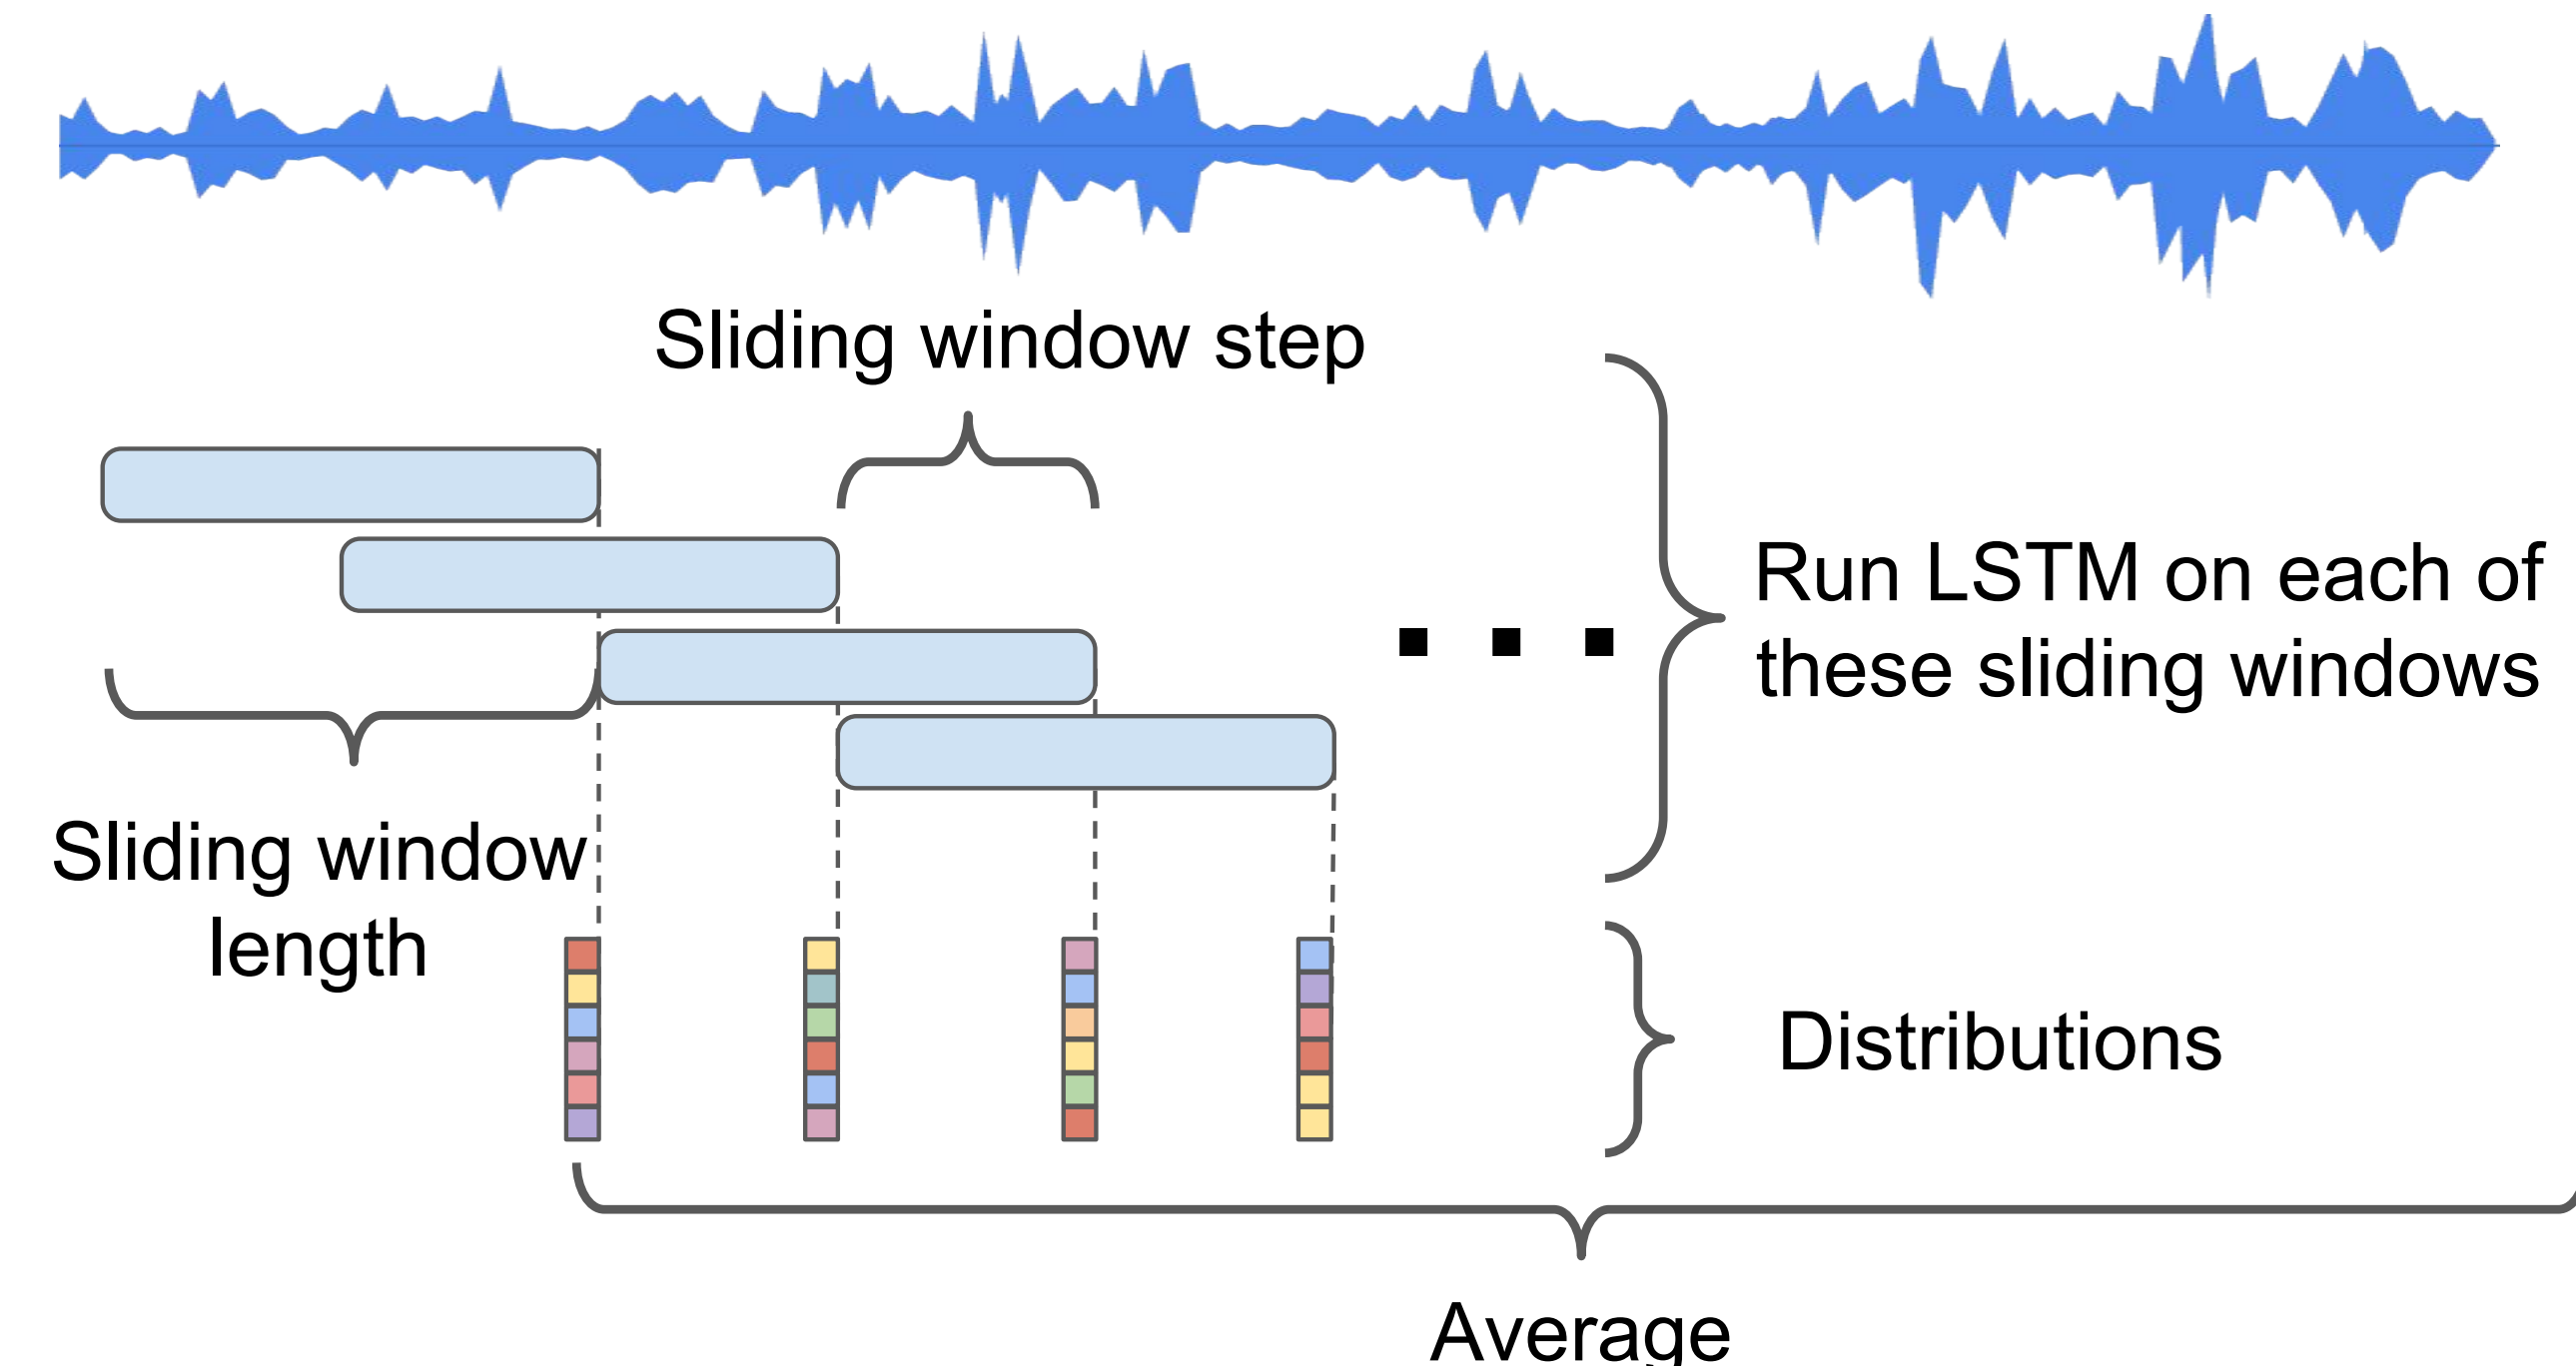 Sliding window step
Run LSTM on each of
these sliding windows
Sliding window
length
Distributions
Average